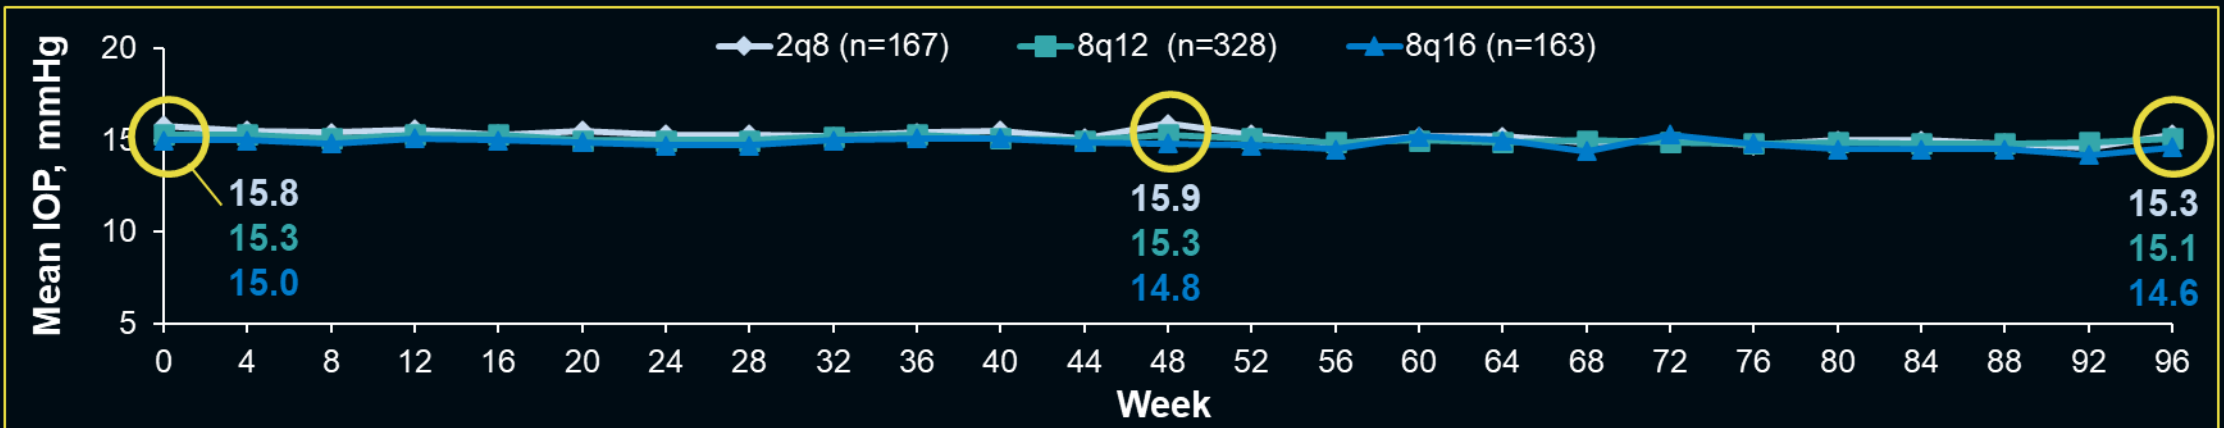 Mean IOP, mmHg
20
15
10
5
2q8 (n=167)
8q12 (n=328)
8q16 (n=163)
15.8
15.3
15.0
15.9
15.3
14.8
15.3
15.1
14.6
0 4 8 12 16 20 24 28 32 36 40 44 48 52 56 60 64 68 72 76 80 84 88 92 96
Week